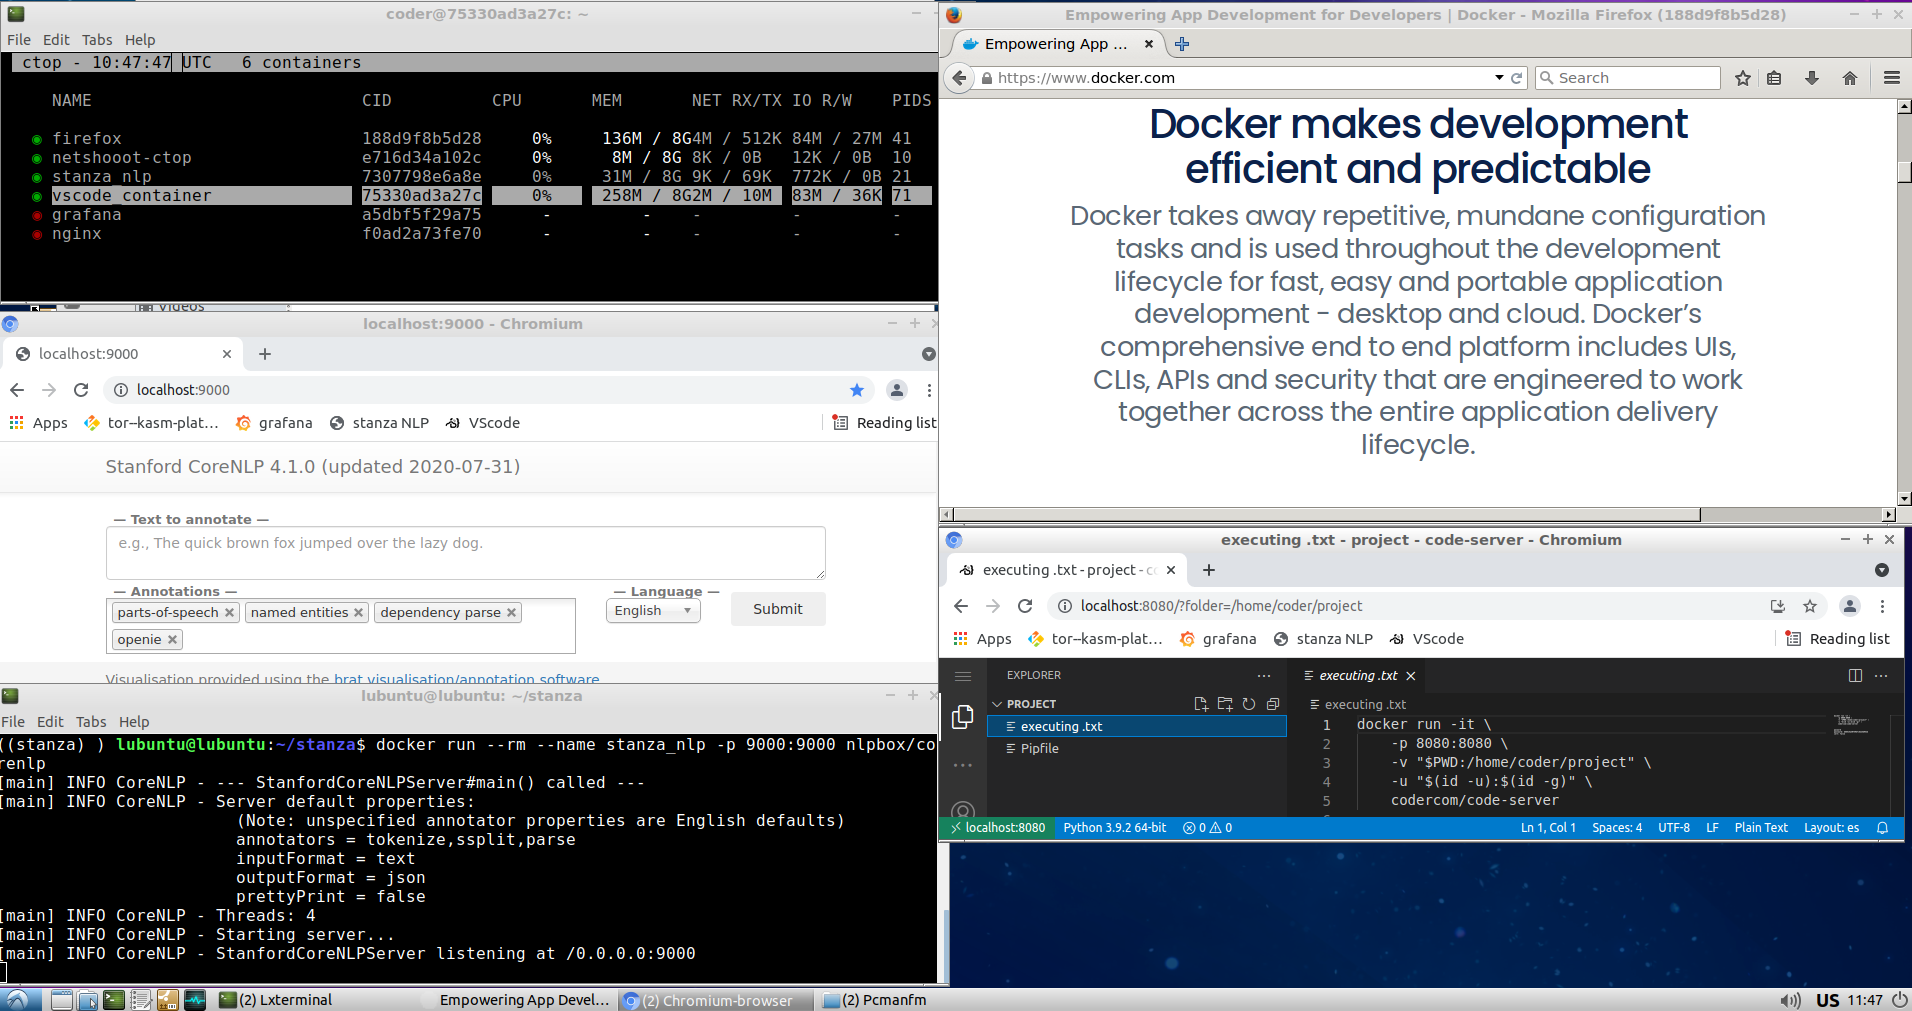 coder@75330ad3a27c: ~
File Edit Tabs Help
ctop - 10:47:47 UTC 6 containers
NAME CID CPU MEM NET RX/TX IO R/W PIDS
firefox 188d9f8b5d28 0% 136M / 8G4M / 512K 84M / 27M 41
netshooot-ctop e716d34a102c 0% 8M / 8G 8K / 0B 12K / 0B 10
stanza_nlp 7307798e6a8e 0% 31M / 8G 9K / 69K 772K / 0B 21
vscode_container 75330ad3a27c 0% 258M / 8G2M / 10M 83M / 36K 71
grafana a5dbf5f29a75 - - - - -
nginx f0ad2a73fe70 - - - - -
Videos
localhost:9000 - Chromium
localhost:9000
localhost:9000
Apps tor--kasm-plat... grafana stanza NLP VScode Reading list
Stanford CoreNLP 4.1.0 (updated 2020-07-31)
— Text to annotate —
e.g., The quick brown fox jumped over the lazy dog.
— Annotations — — Language —
parts-of-speech named entities dependency parse English Submit
openie
Visualisation provided using the brat visualisation/annotation software
lubuntu@lubuntu: ~/stanza
File Edit Tabs Help
((stanza) ) lubuntu@lubuntu:~/stanza$ docker run --rm --name stanza_nlp -p 9000:9000 nlpbox/co
renlp
[main] INFO CoreNLP - --- StanfordCoreNLPServer#main() called ---
[main] INFO CoreNLP - Server default properties:
(Note: unspecified annotator properties are English defaults)
annotators = tokenize,ssplit,parse
inputFormat = text
outputFormat = json
prettyPrint = false
[main] INFO CoreNLP - Threads: 4
[main] INFO CoreNLP - Starting server...
[main] INFO CoreNLP - StanfordCoreNLPServer listening at /0.0.0.0:9000
Empowering App Development for Developers | Docker - Mozilla Firefox (188d9f8b5d28)
Empowering App ...
https://www.docker.com Search
Docker makes development
efficient and predictable
Docker takes away repetitive, mundane configuration
tasks and is used throughout the development
lifecycle for fast, easy and portable application
development - desktop and cloud. Docker’s
comprehensive end to end platform includes UIs,
CLIs, APIs and security that are engineered to work
together across the entire application delivery
lifecycle.
executing .txt - project - code-server - Chromium
executing .txt - project - co
localhost:8080/?folder=/home/coder/project
Apps tor--kasm-plat... grafana stanza NLP VScode Reading list
EXPLORER
PROJECT
executing .txt
Pipfile
executing .txt
executing .txt
1 docker run -it \
2 -p 8080:8080 \
3 -v "$PWD:/home/coder/project" \
4 -u "$(id -u):$(id -g)" \
5 codercom/code-server
localhost:8080 Python 3.9.2 64-bit 0 0 Ln 1, Col 1 Spaces: 4 UTF-8 LF Plain Text Layout: es
(2) Lxterminal Empowering App Devel... (2) Chromium-browser (2) Pcmanfm US 11:47